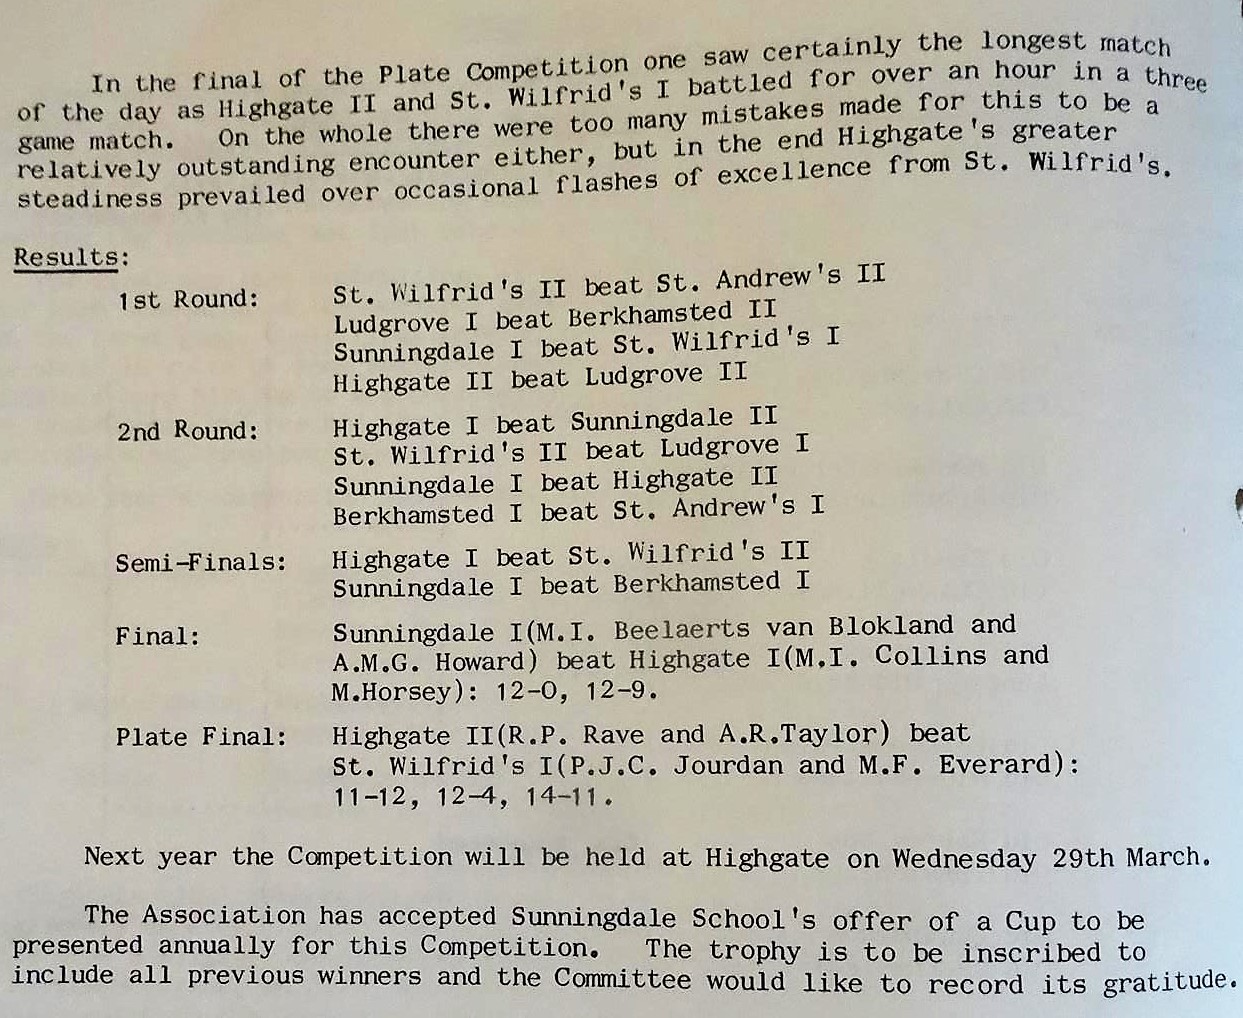 In the final of the Plate Competition one saw certainly the longest match
of the day as Highgate II and St. Wilfrid's I battled for over an hour in a three
game match. On the whole there were too many mistakes made for this to be a
relatively outstanding encounter either, but in the end Highgate's greater
steadiness prevailed over occasional flashes of excellence from St. Wilfrid's.
Results:
1st Round: St. Wilfrid's II beat St. Andrew's II
Ludgrove I beat Berkhamsted II
Sunningdale I beat St. Wilfrid's I
Highgate II beat Ludgrove II
2nd Round: Highgate I beat Sunningdale II
St. Wilfrid's II beat Ludgrove I
Sunningdale I beat Highgate II
Berkhamsted I beat St. Andrew's I
Semi-Finals: Highgate I beat St. Wilfrid's II
Sunningdale I beat Berkhamsted I
Final: Sunningdale I(M.I. Beelaerts van Blokland and
A.M.G. Howard) beat Highgate I(M.I. Collins and
M.Horsey): 12-0, 12-9.
Plate Final: Highgate II(R.P. Rave and A.R.Taylor) beat
St. Wilfrid's I(P.J.C. Jourdan and M.F. Everard):
11-12, 12-4, 14-11.
Next year the Competition will be held at Highgate on Wednesday 29th March.
The Association has accepted Sunningdale School's offer of a Cup to be
presented annually for this Competition. The trophy is to be inscribed to
include all previous winners and the Committee would like to record its gratitude.